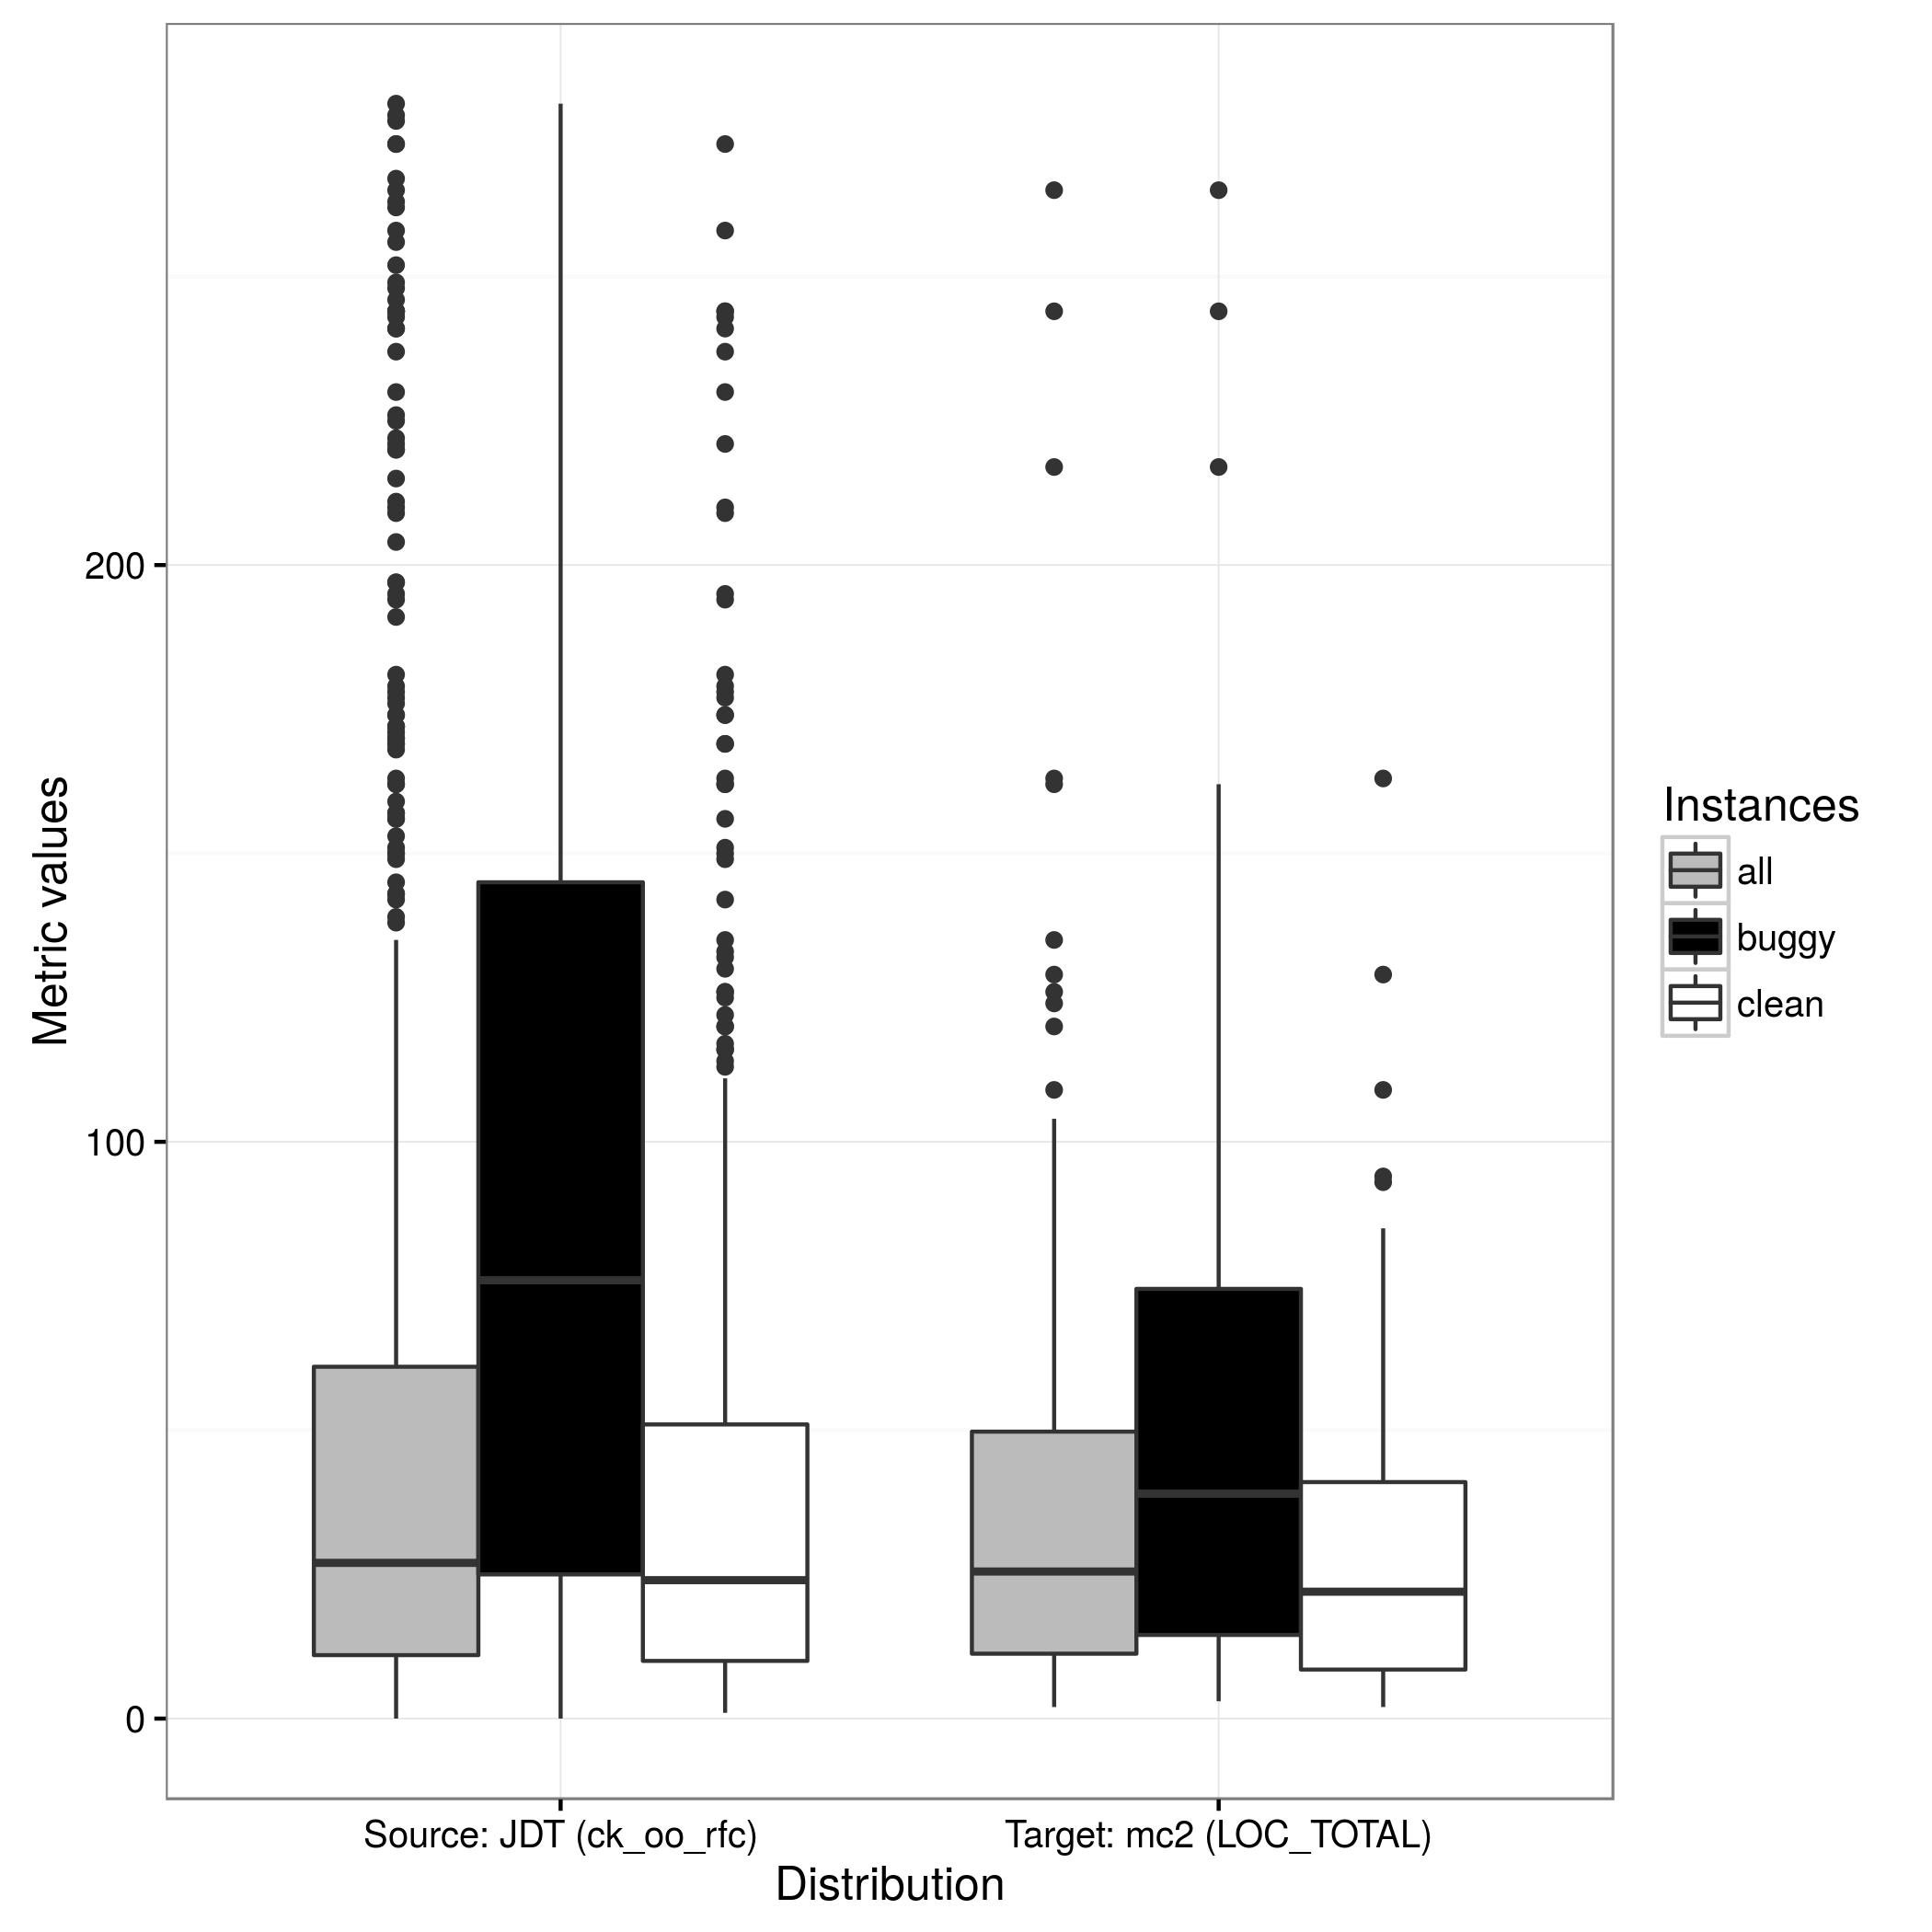 Metric values
200
100
0
Source: JDT (ck_oo_rfc)
Target: mc2 (LOC_TOTAL)
Distribution
Instances
all
buggy
clean